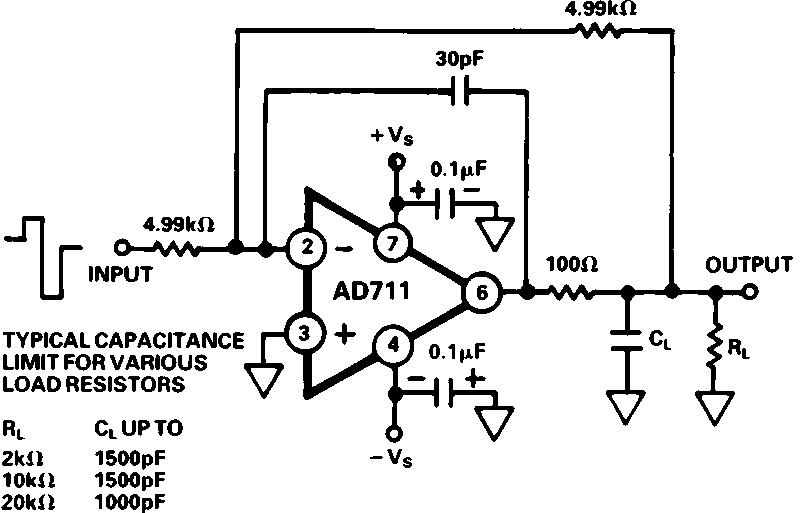 4.99kΩ
30pF
+VS
0.1µF
+ −
4.99kΩ
INPUT
2 −
7
AD711
6
100Ω
OUTPUT
3 +
4
CL
RL
0.1µF
− +
−VS
TYPICAL CAPACITANCE
LIMIT FOR VARIOUS
LOAD RESISTORS
RL CL UP TO
2kΩ 1500pF
10kΩ 1500pF
20kΩ 1000pF